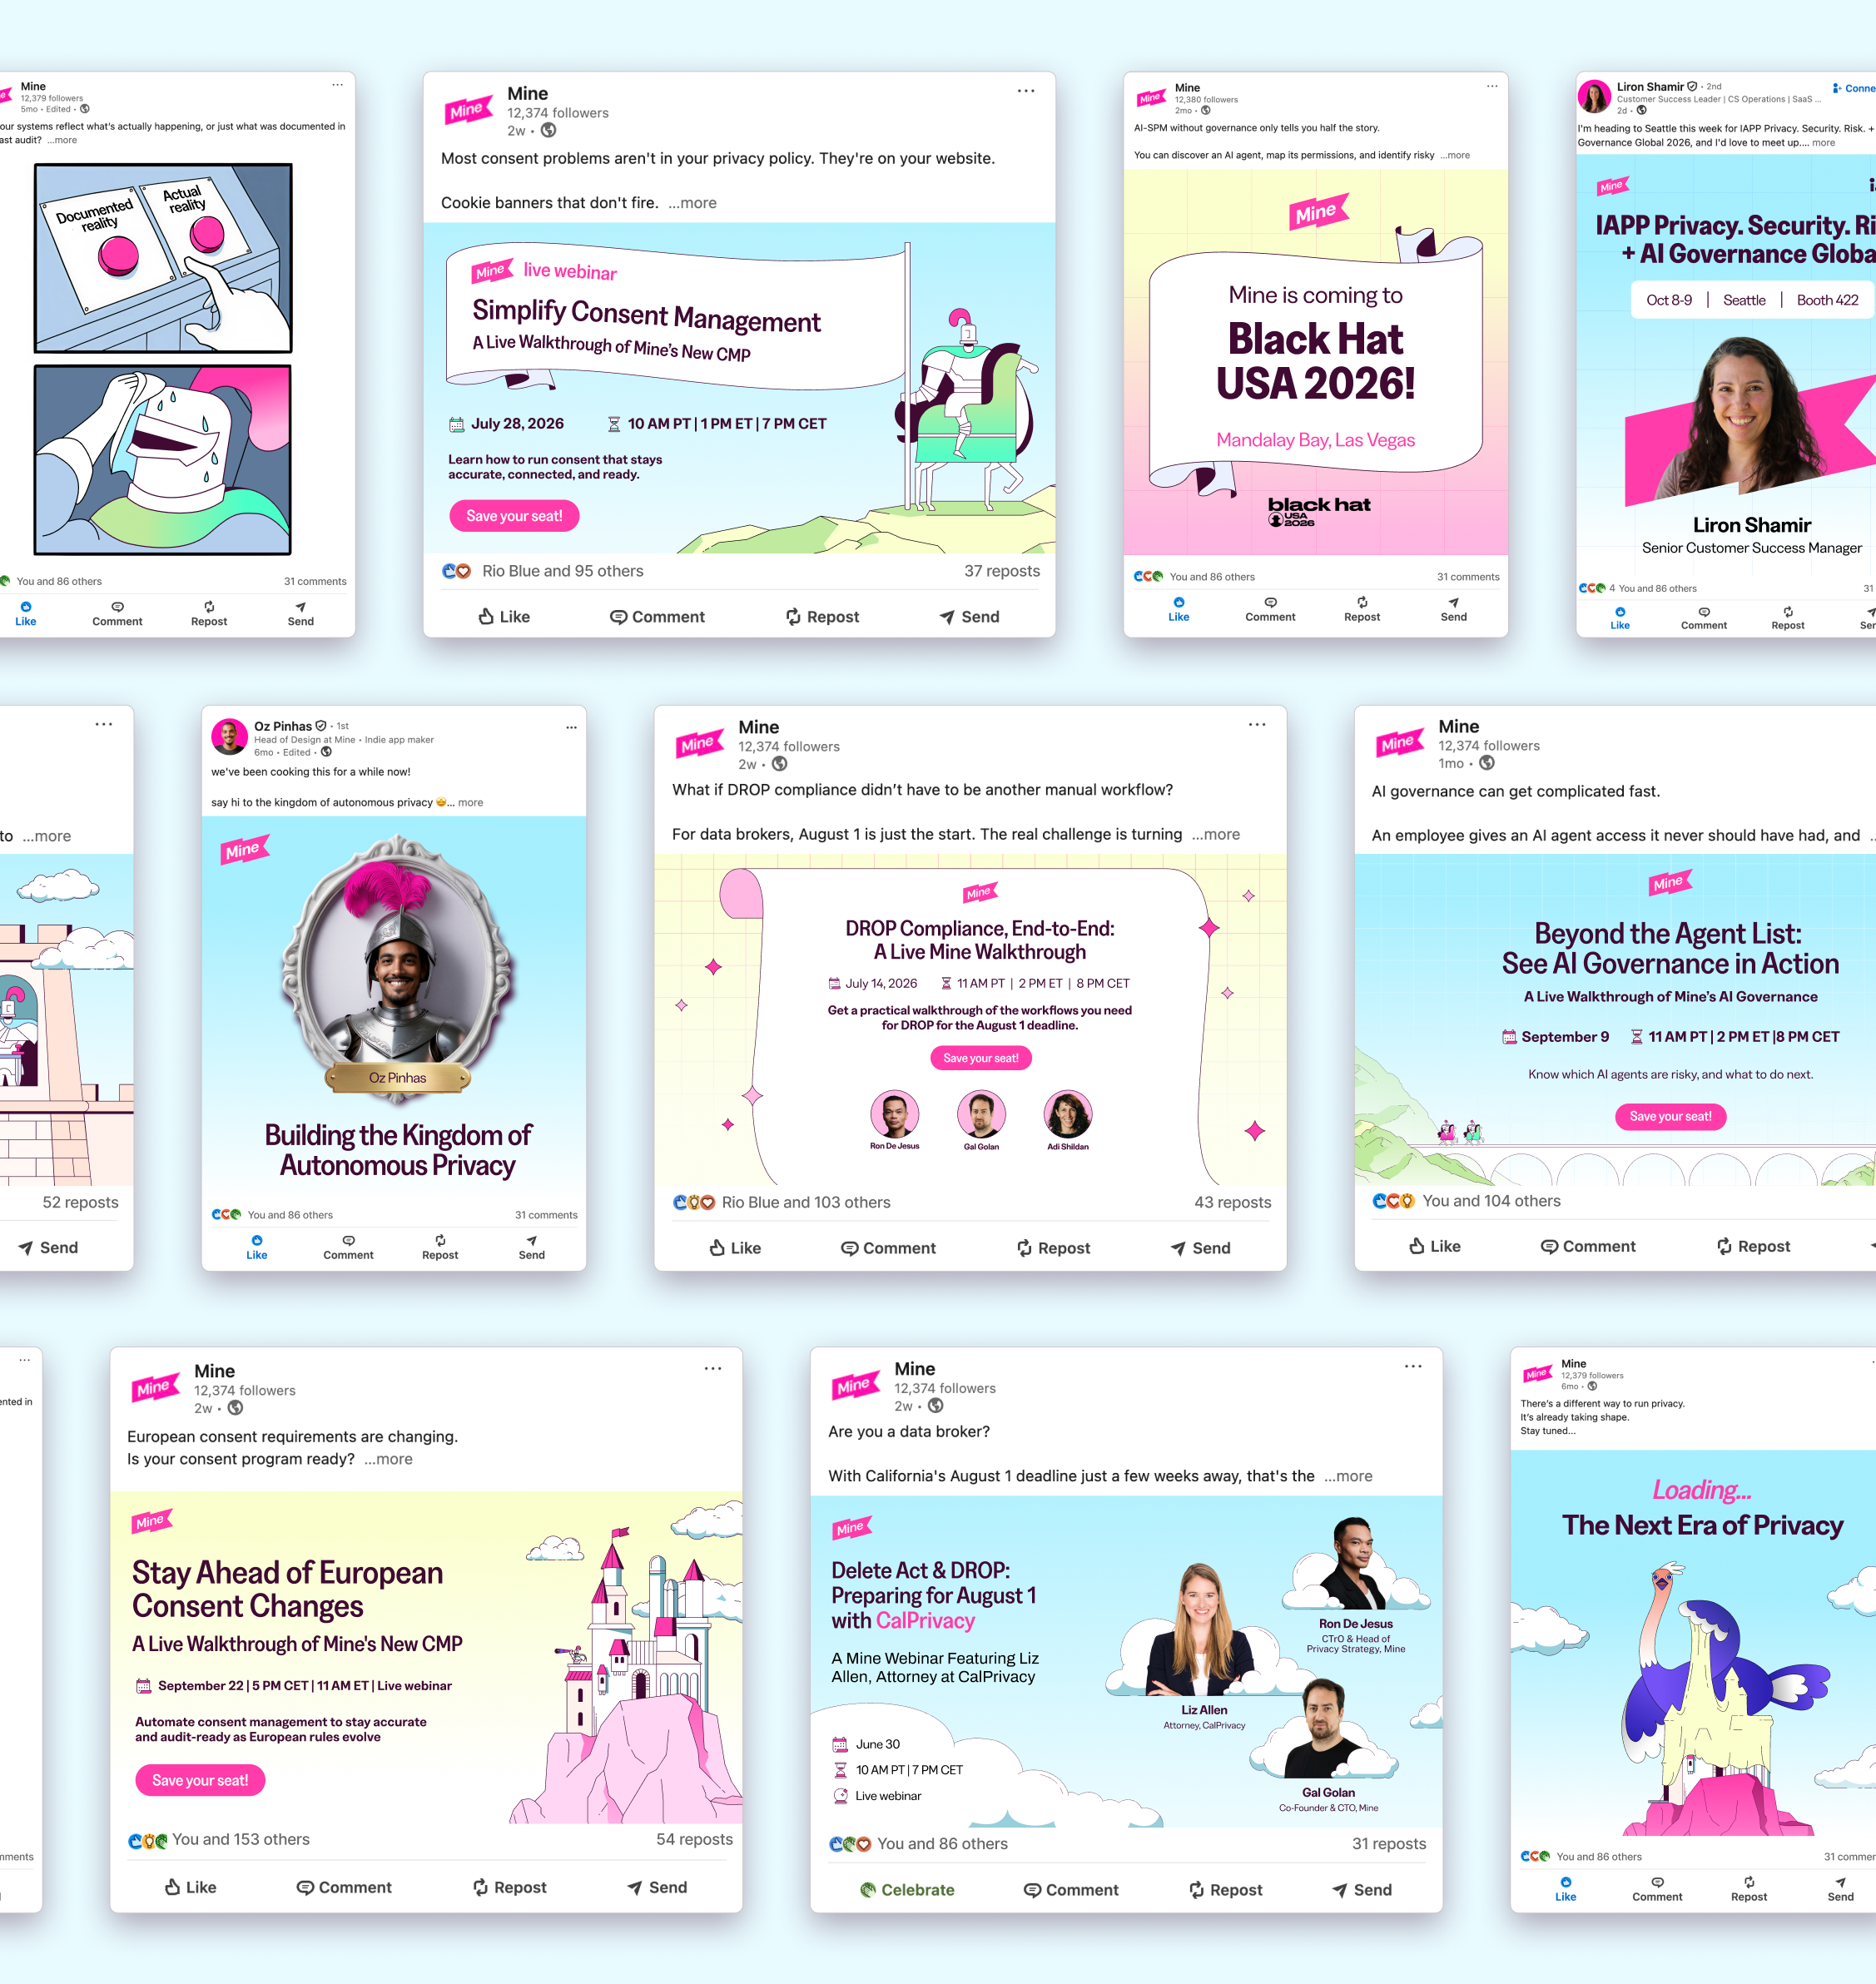 Mine
12,379 followers
5mo • Edited •
our systems reflect what's actually happening, or just what was documented in
ast audit? ...more
Documented
reality
Actual
reality
You and 86 others
31 comments
Like
Comment
Repost
Send
Mine
Mine
12,374 followers
2w •
Most consent problems aren't in your privacy policy. They're on your website.
Cookie banners that don't fire. ...more
Mine live webinar
Simplify Consent Management
A Live Walkthrough of Mine's New CMP
July 28, 2026
10 AM PT | 1 PM ET | 7 PM CET
Learn how to run consent that stays
accurate, connected, and ready.
Save your seat!
Rio Blue and 95 others
37 reposts
Like
Comment
Repost
Send
Mine
Mine
12,380 followers
2mo •
AI-SPM without governance only tells you half the story.
You can discover an AI agent, map its permissions, and identify risky ...more
Mine
Mine is coming to
Black Hat
USA 2026!
Mandalay Bay, Las Vegas
black hat
USA
2026
You and 86 others
31 comments
Like
Comment
Repost
Send
Liron Shamir • 2nd
Customer Success Leader | CS Operations | SaaS ...
2d •
Conne
I'm heading to Seattle this week for IAPP Privacy. Security. Risk. +
Governance Global 2026, and I'd love to meet up.... more
Mine
IAPP Privacy. Security. Ri
+ AI Governance Globa
Oct 8-9 | Seattle | Booth 422
Liron Shamir
Senior Customer Success Manager
4 You and 86 others
31
Like
Comment
Repost
Sen
to ...more
52 reposts
Send
Oz Pinhas • 1st
Head of Design at Mine • Indie app maker
6mo • Edited •
we've been cooking this for a while now!
say hi to the kingdom of autonomous privacy 🤩... more
Mine
Oz Pinhas
Building the Kingdom of
Autonomous Privacy
You and 86 others
31 comments
Like
Comment
Repost
Send
Mine
Mine
12,374 followers
2w •
What if DROP compliance didn't have to be another manual workflow?
For data brokers, August 1 is just the start. The real challenge is turning ...more
Mine
DROP Compliance, End-to-End:
A Live Mine Walkthrough
July 14, 2026
11 AM PT | 2 PM ET | 8 PM CET
Get a practical walkthrough of the workflows you need
for DROP for the August 1 deadline.
Save your seat!
Ron De Jesus
Gal Golan
Adi Shildan
Rio Blue and 103 others
43 reposts
Like
Comment
Repost
Send
Mine
Mine
12,374 followers
1mo •
AI governance can get complicated fast.
An employee gives an AI agent access it never should have had, and ..
Mine
Beyond the Agent List:
See AI Governance in Action
A Live Walkthrough of Mine's AI Governance
September 9
11 AM PT | 2 PM ET |8 PM CET
Know which AI agents are risky, and what to do next.
Save your seat!
You and 104 others
Like
Comment
Repost
ented in
mments
Mine
Mine
12,374 followers
2w •
European consent requirements are changing.
Is your consent program ready? ...more
Mine
Stay Ahead of European
Consent Changes
A Live Walkthrough of Mine's New CMP
September 22 | 5 PM CET | 11 AM ET | Live webinar
Automate consent management to stay accurate
and audit-ready as European rules evolve
Save your seat!
You and 153 others
54 reposts
Like
Comment
Repost
Send
Mine
Mine
12,374 followers
2w •
Are you a data broker?
With California's August 1 deadline just a few weeks away, that's the ...more
Mine
Delete Act & DROP:
Preparing for August 1
with CalPrivacy
A Mine Webinar Featuring Liz
Allen, Attorney at CalPrivacy
June 30
10 AM PT | 7 PM CET
Live webinar
Ron De Jesus
CTrO & Head of
Privacy Strategy, Mine
Liz Allen
Attorney, CalPrivacy
Gal Golan
Co-Founder & CTO, Mine
You and 86 others
31 reposts
Celebrate
Comment
Repost
Send
Mine
Mine
12,379 followers
6mo •
There's a different way to run privacy.
It's already taking shape.
Stay tuned...
Loading...
The Next Era of Privacy
You and 86 others
31 commen
Like
Comment
Repost
Send